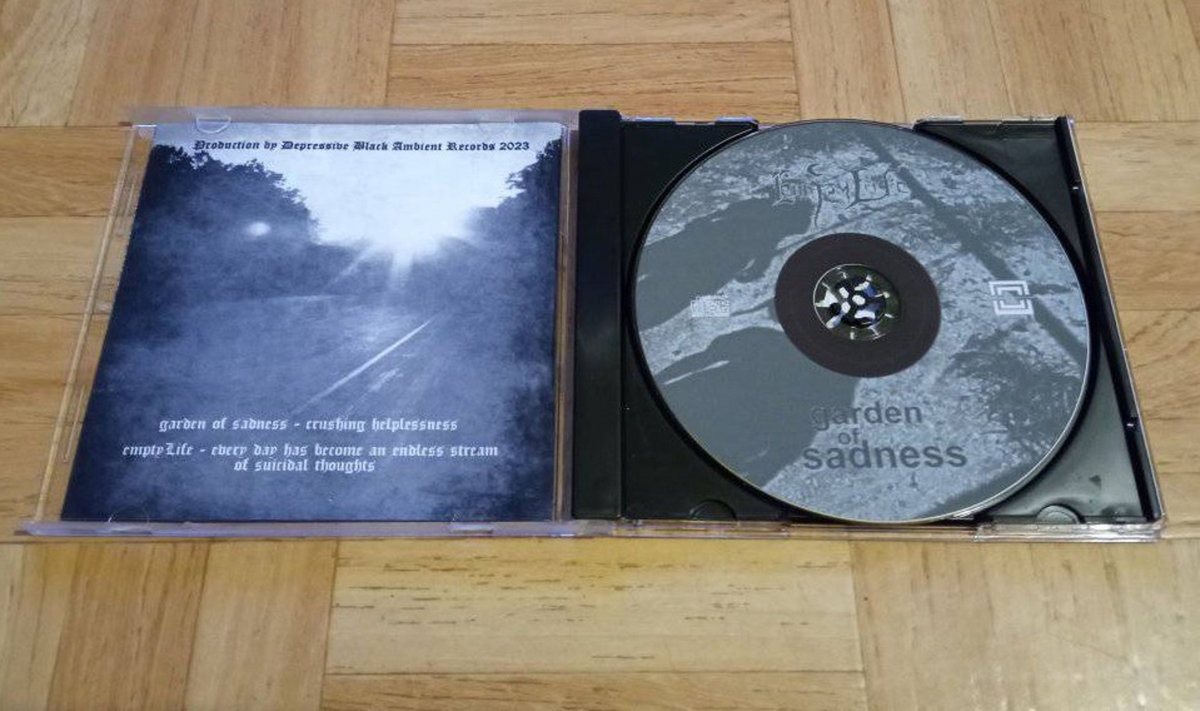 Production by Depressive Black Ambient Records 2023
garden of sadness - crushing helplessness
emptyLife - every day has become an endless stream
of suicidal thoughts
EmptyLife
garden
of
sadness